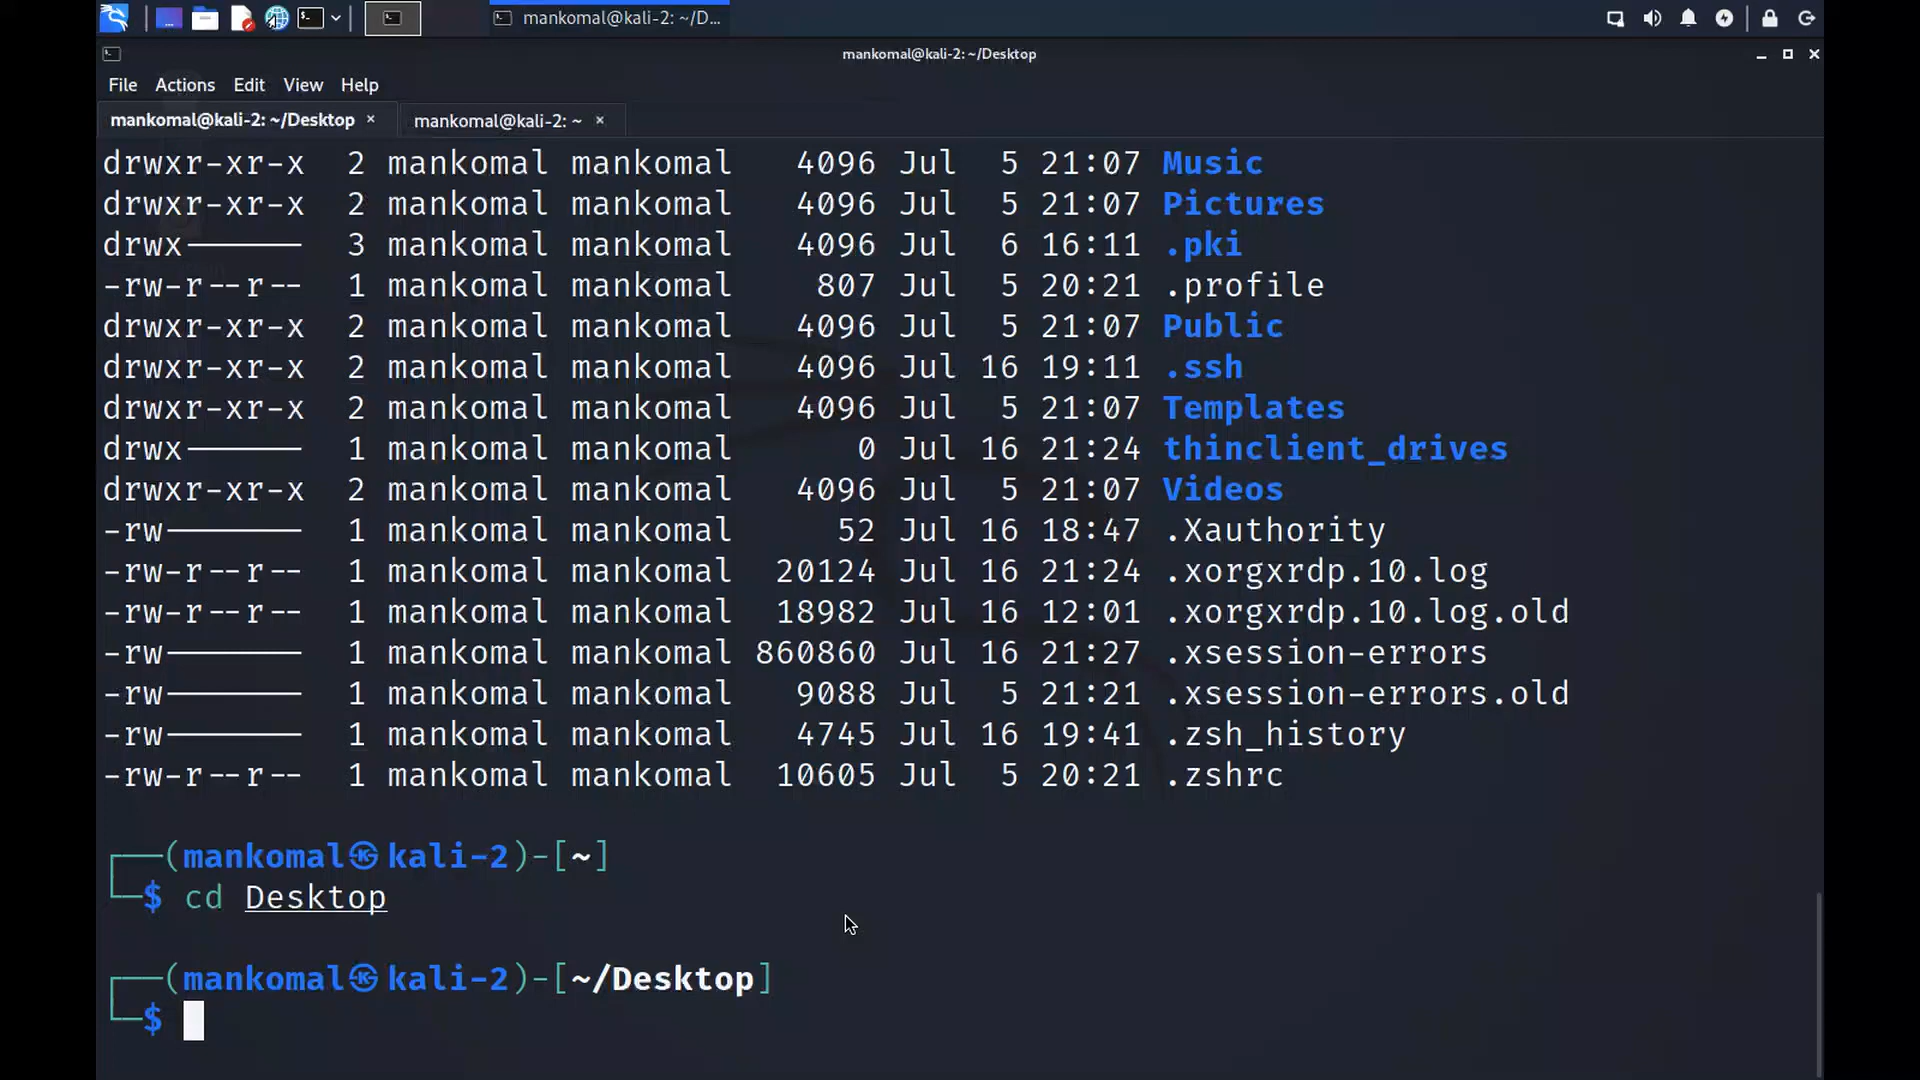 mankomal@kali-2: ~/D...
mankomal@kali-2: ~/Desktop
File Actions Edit View Help
mankomal@kali-2: ~/Desktop × mankomal@kali-2: ~ ×
drwxr-xr-x 2 mankomal mankomal 4096 Jul 5 21:07 Music
drwxr-xr-x 2 mankomal mankomal 4096 Jul 5 21:07 Pictures
drwx------ 3 mankomal mankomal 4096 Jul 6 16:11 .pki
-rw-r--r-- 1 mankomal mankomal 807 Jul 5 20:21 .profile
drwxr-xr-x 2 mankomal mankomal 4096 Jul 5 21:07 Public
drwxr-xr-x 2 mankomal mankomal 4096 Jul 16 19:11 .ssh
drwxr-xr-x 2 mankomal mankomal 4096 Jul 5 21:07 Templates
drwx------ 1 mankomal mankomal 0 Jul 16 21:24 thinclient_drives
drwxr-xr-x 2 mankomal mankomal 4096 Jul 5 21:07 Videos
-rw------- 1 mankomal mankomal 52 Jul 16 18:47 .Xauthority
-rw-r--r-- 1 mankomal mankomal 20124 Jul 16 21:24 .xorgxrdp.10.log
-rw-r--r-- 1 mankomal mankomal 18982 Jul 16 12:01 .xorgxrdp.10.log.old
-rw------- 1 mankomal mankomal 860860 Jul 16 21:27 .xsession-errors
-rw------- 1 mankomal mankomal 9088 Jul 5 21:21 .xsession-errors.old
-rw------- 1 mankomal mankomal 4745 Jul 16 19:41 .zsh_history
-rw-r--r-- 1 mankomal mankomal 10605 Jul 5 20:21 .zshrc
┌──(mankomal㉿kali-2)-[~]
└─$ cd Desktop
┌──(mankomal㉿kali-2)-[~/Desktop]
└─$